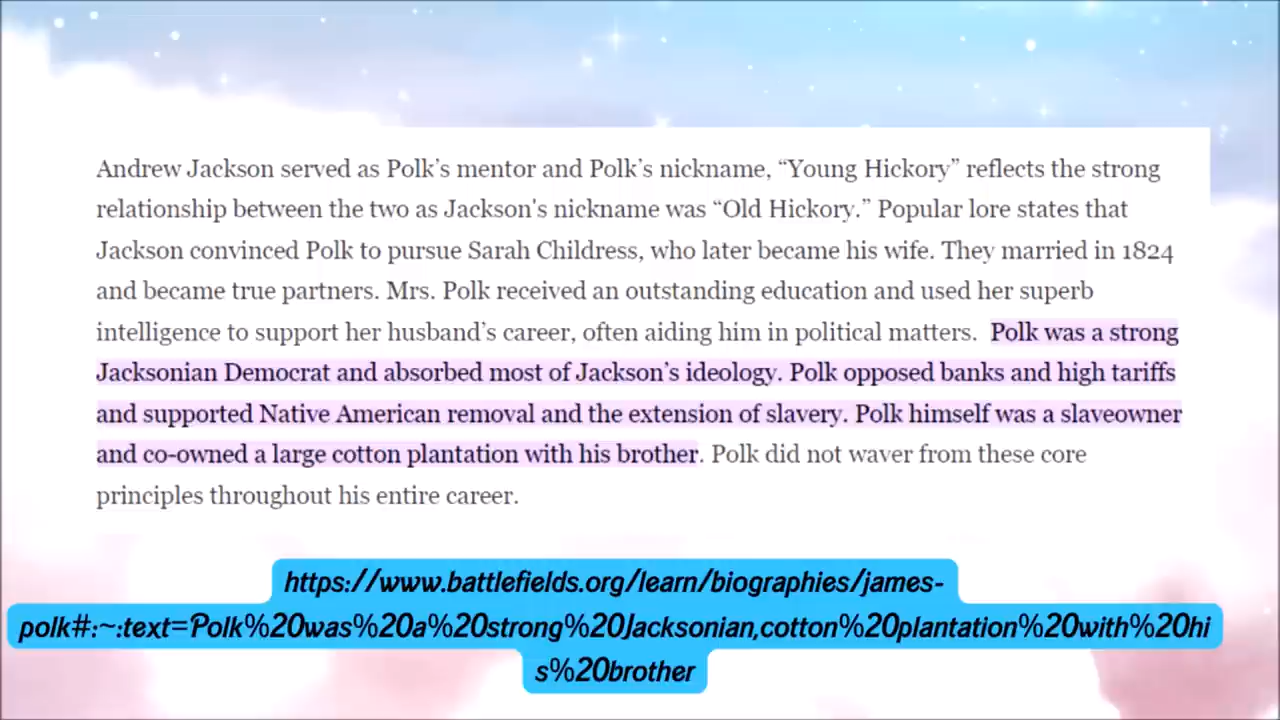 Andrew Jackson served as Polk’s mentor and Polk’s nickname, “Young Hickory” reflects the strong
relationship between the two as Jackson's nickname was “Old Hickory.” Popular lore states that
Jackson convinced Polk to pursue Sarah Childress, who later became his wife. They married in 1824
and became true partners. Mrs. Polk received an outstanding education and used her superb
intelligence to support her husband’s career, often aiding him in political matters.  Polk was a strong
Jacksonian Democrat and absorbed most of Jackson’s ideology. Polk opposed banks and high tariffs
and supported Native American removal and the extension of slavery. Polk himself was a slaveowner
and co-owned a large cotton plantation with his brother. Polk did not waver from these core
principles throughout his entire career.
https://www.battlefields.org/learn/biographies/james-
polk#:~:text=Polk%20was%20a%20strong%20Jacksonian,cotton%20plantation%20with%20hi
s%20brother